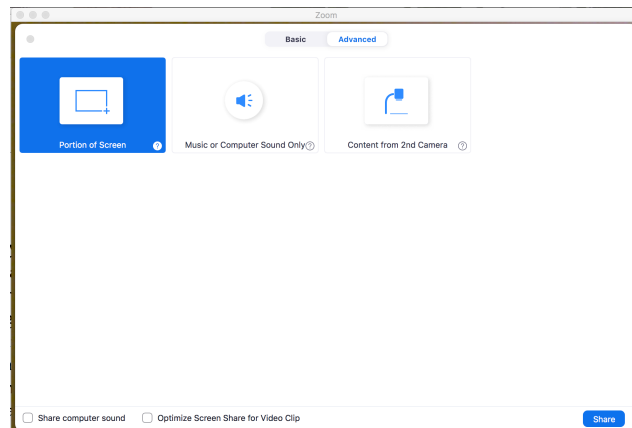 Zoom
Basic Advanced
Portion of Screen ? Music or Computer Sound Only ? Content from 2nd Camera ?
Share computer sound Optimize Screen Share for Video Clip Share